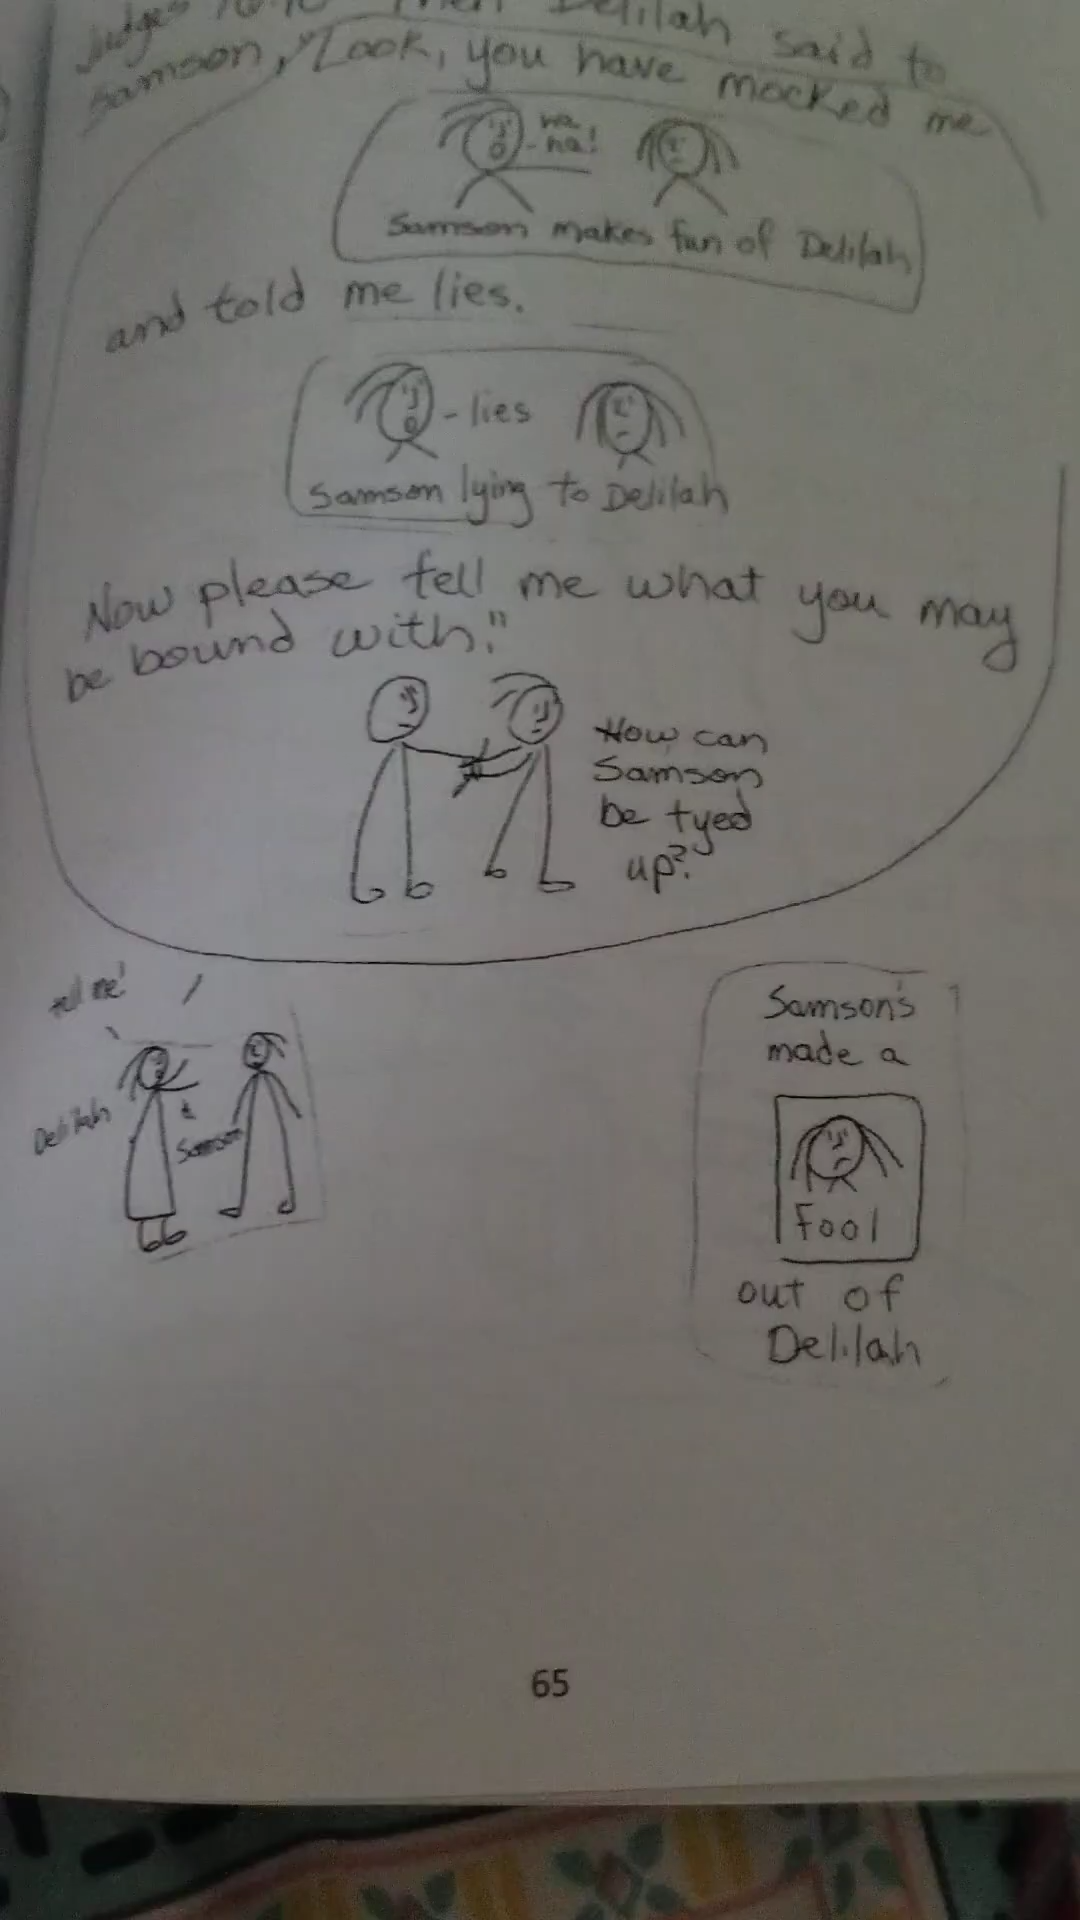 Judges 16:10 Then Delilah said to
Samson, "Look, you have mocked me
ha
-ha!
Samson makes fun of Delilah
and told me lies.
-lies
Samson lying to Delilah
Now please tell me what you may
be bound with."
How can
Samson
be tyed
up?
tell me!
Delilah
&
Samson
Samson's
made a
Fool
out of
Delilah
65